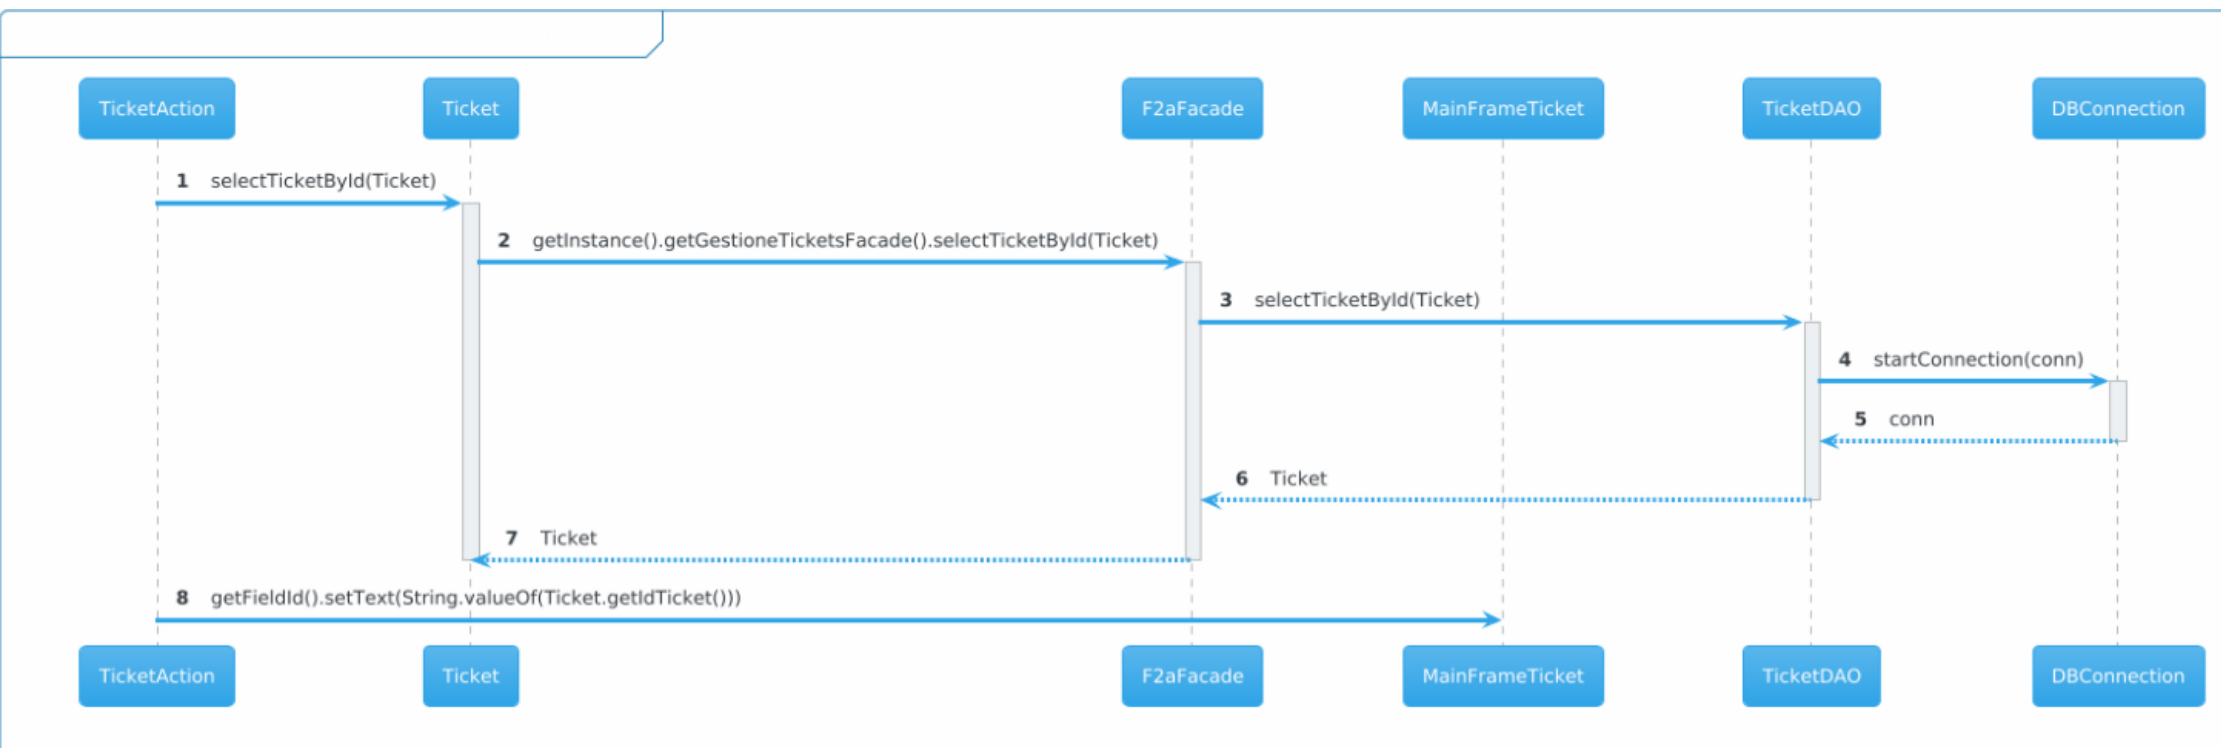 TicketAction Ticket F2aFacade MainFrameTicket TicketDAO DBConnection
1 selectTicketById(Ticket)
2 getInstance().getGestioneTicketsFacade().selectTicketById(Ticket)
3 selectTicketById(Ticket)
4 startConnection(conn)
5 conn
6 Ticket
7 Ticket
8 getFieldId().setText(String.valueOf(Ticket.getIdTicket()))
TicketAction Ticket F2aFacade MainFrameTicket TicketDAO DBConnection